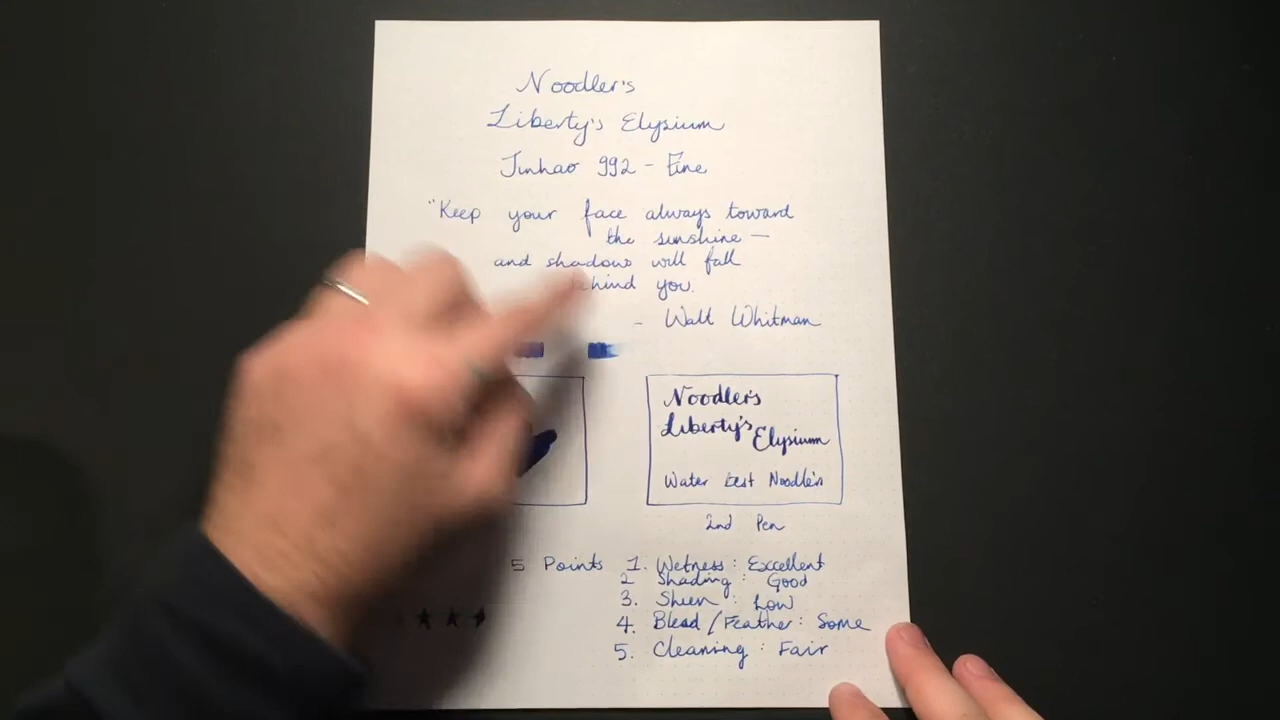 Noodler's
Liberty's Elysium
Jinhao 992 - Fine
"Keep your face always toward
the sunshine —
and shadows will fall
behind you.
- Walt Whitman
Noodler's
Liberty's
Elysium
Water test Noodler's
2nd Pen
5 Points 1. Wetness : Excellent
2 Shading : Good
3. Sheen : Low
4. Bleed / Feather : Some
5. Cleaning : Fair